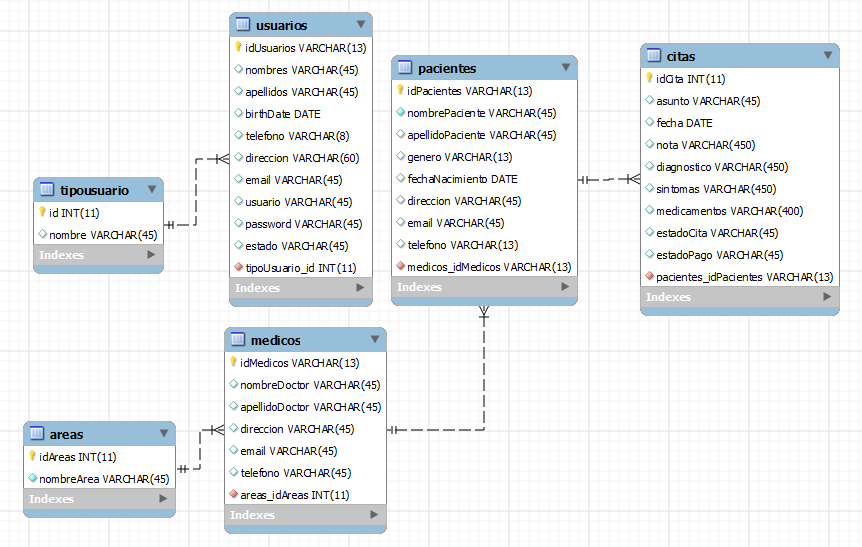 usuarios
idUsuarios VARCHAR(13)
nombres VARCHAR(45)
apellidos VARCHAR(45)
birthDate DATE
telefono VARCHAR(8)
direccion VARCHAR(60)
email VARCHAR(45)
usuario VARCHAR(45)
password VARCHAR(45)
estado VARCHAR(45)
tipoUsuario_id INT(11)
Indexes
pacientes
idPacientes VARCHAR(13)
nombrePaciente VARCHAR(45)
apellidoPaciente VARCHAR(45)
genero VARCHAR(13)
fechaNacimiento DATE
direccion VARCHAR(45)
email VARCHAR(45)
telefono VARCHAR(13)
medicos_idMedicos VARCHAR(13)
Indexes
citas
idCita INT(11)
asunto VARCHAR(45)
fecha DATE
nota VARCHAR(450)
diagnostico VARCHAR(450)
sintomas VARCHAR(450)
medicamentos VARCHAR(400)
estadoCita VARCHAR(45)
estadoPago VARCHAR(45)
pacientes_idPacientes VARCHAR(13)
Indexes
tipousuario
id INT(11)
nombre VARCHAR(45)
Indexes
medicos
idMedicos VARCHAR(13)
nombreDoctor VARCHAR(45)
apellidoDoctor VARCHAR(45)
direccion VARCHAR(45)
email VARCHAR(45)
telefono VARCHAR(45)
areas_idAreas INT(11)
Indexes
areas
idAreas INT(11)
nombreArea VARCHAR(45)
Indexes